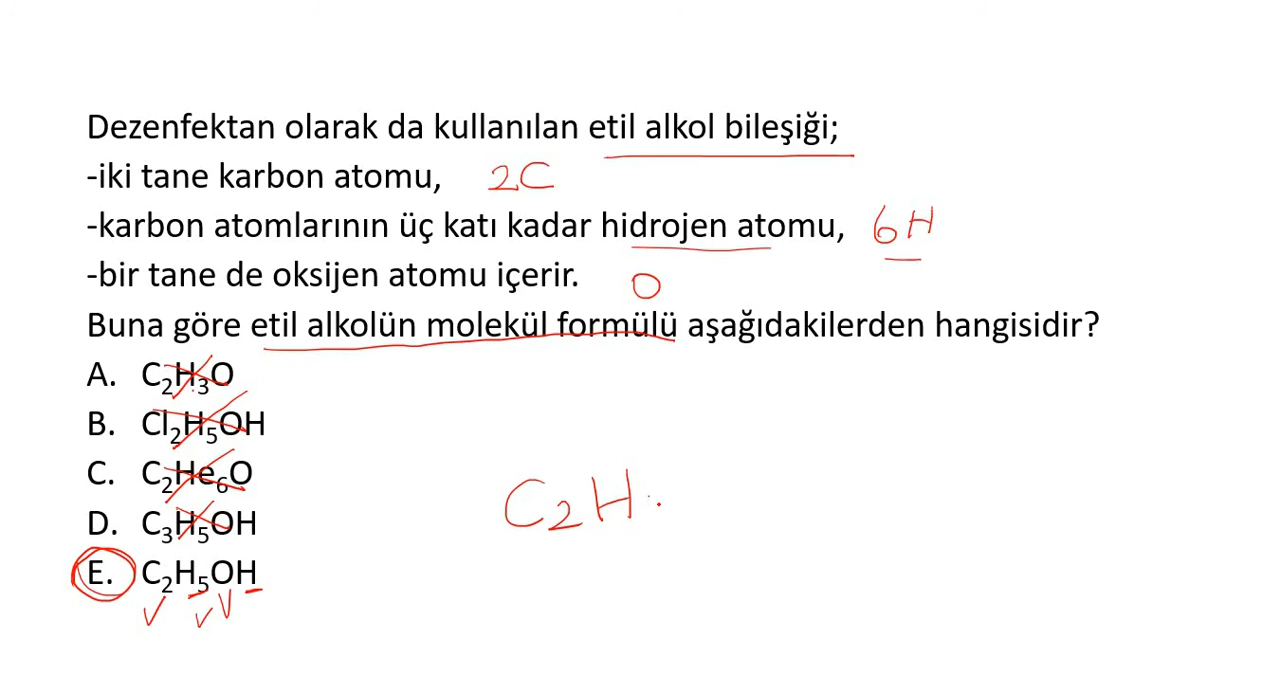 Dezenfektan olarak da kullanılan etil alkol bileşiği;
-iki tane karbon atomu, 2C
-karbon atomlarının üç katı kadar hidrojen atomu, 6H
-bir tane de oksijen atomu içerir. O
Buna göre etil alkolün molekül formülü aşağıdakilerden hangisidir?
A. C₂H₃O
B. Cl₂H₅OH
C. C₂He₆O
D. C₃H₅OH
E. C₂H₅OH
C₂H